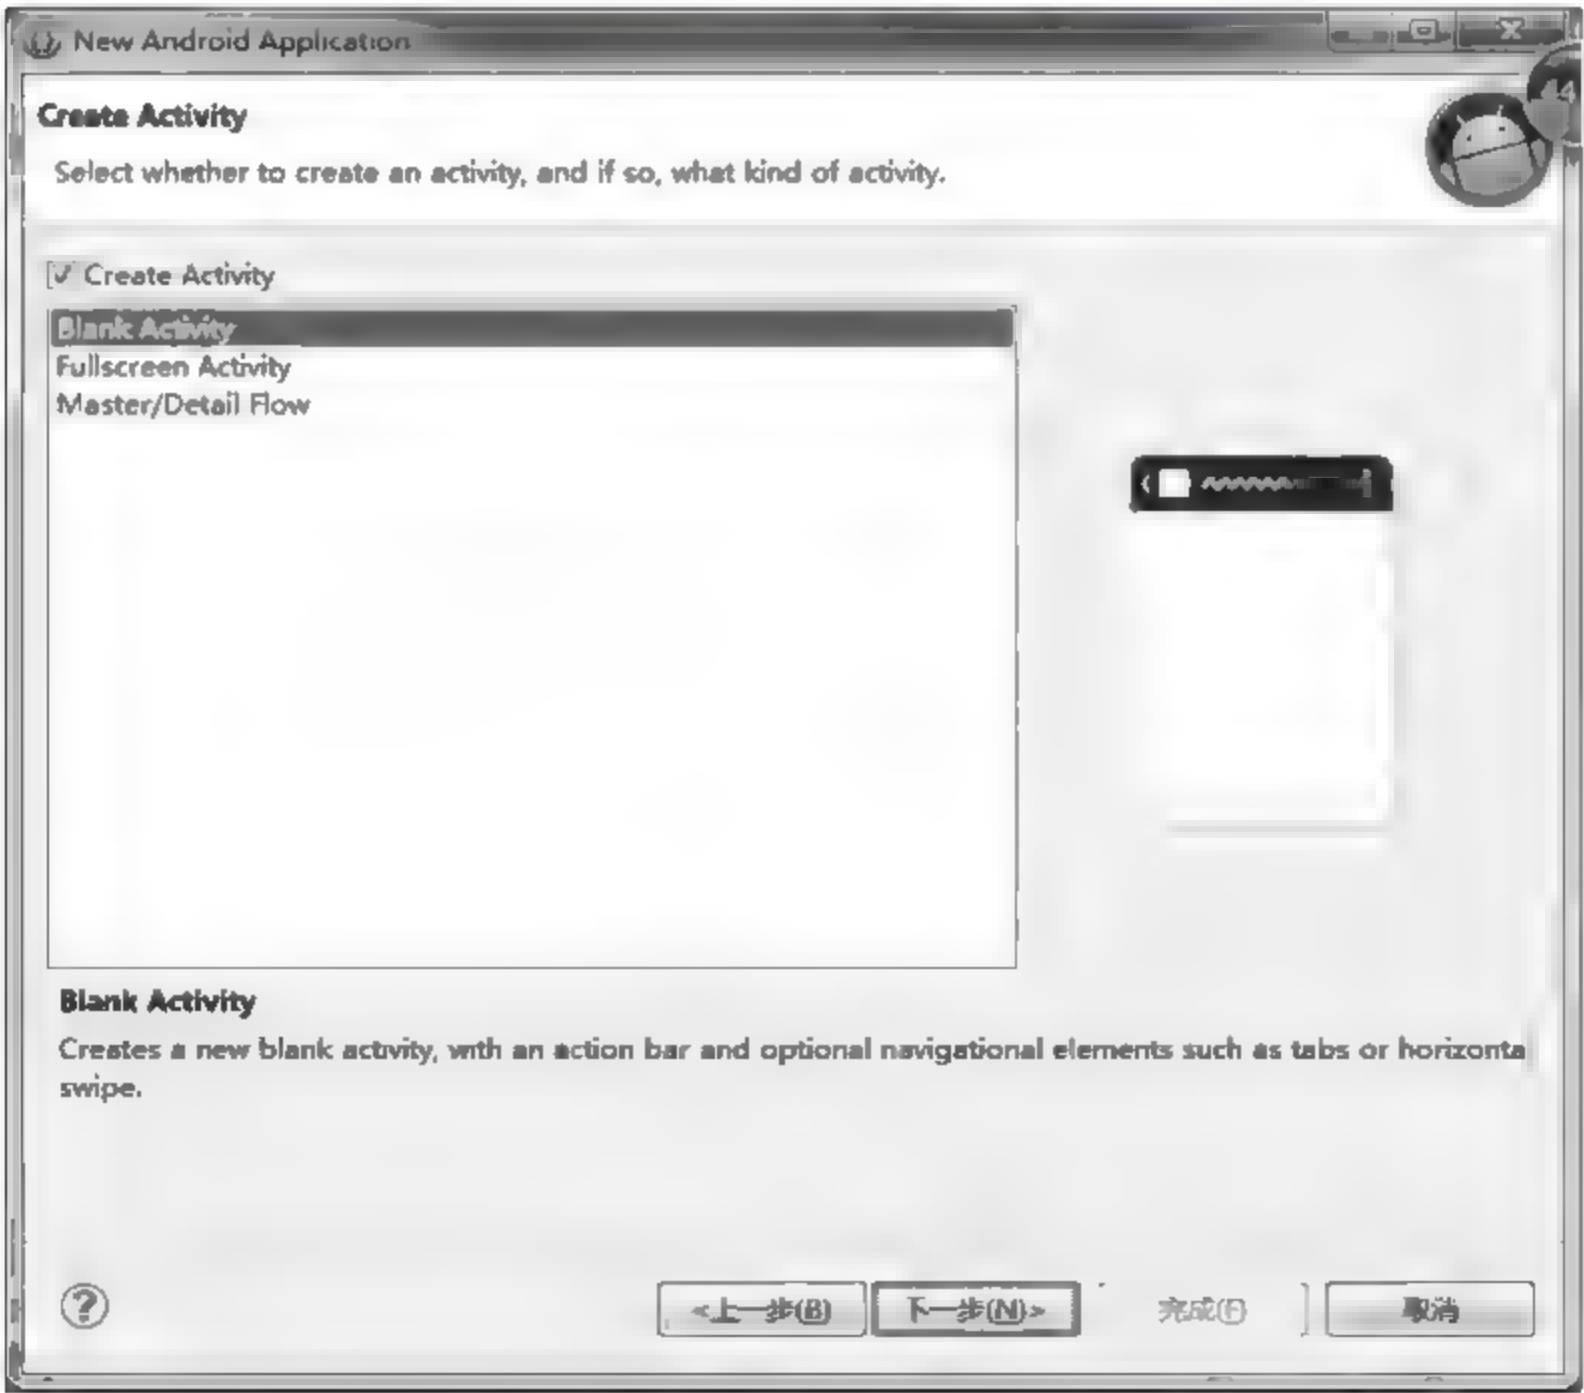 New Android Application
Create Activity
Select whether to create an activity, and if so, what kind of activity.
Create Activity
Blank Activity
Fullscreen Activity
Master/Detail Flow
Blank Activity
Creates a new blank activity, with an action bar and optional navigational elements such as tabs or horizonta
swipe.
<上一步(B) 下一步(N)> 完成(F) 取消